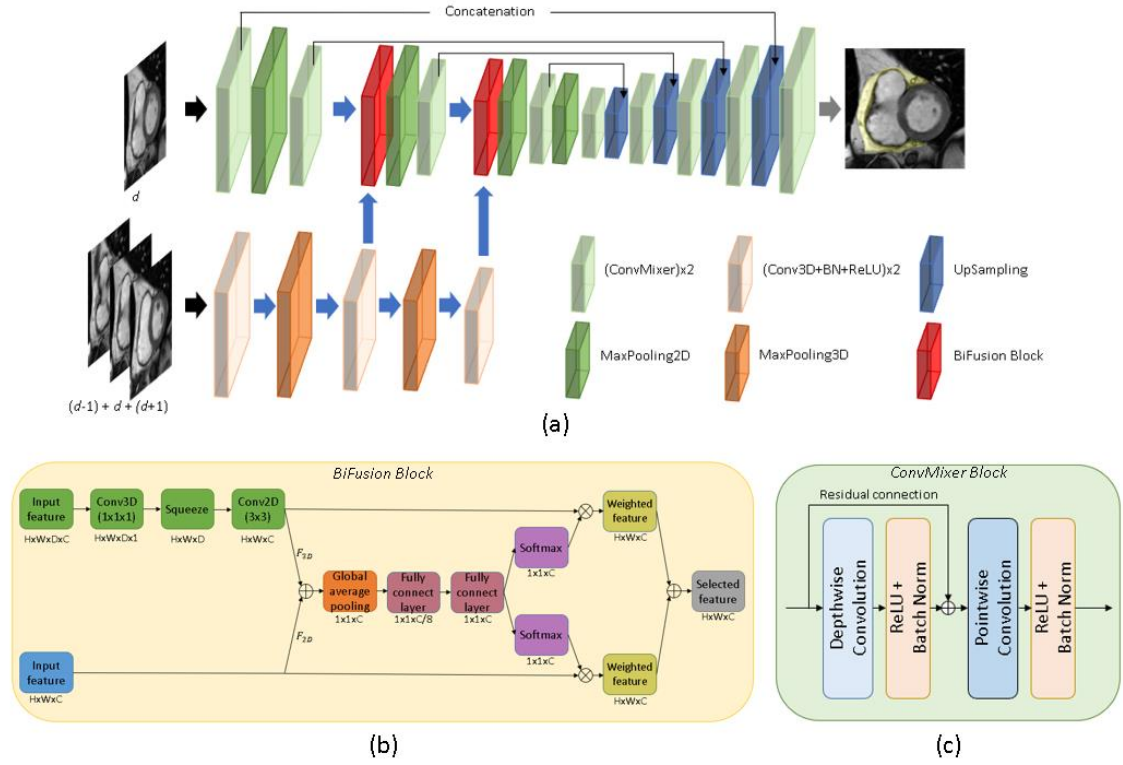 Concatenation
d
(d-1) + d + (d+1)
(ConvMixer)x2
(Conv3D+BN+ReLU)x2
UpSampling
MaxPooling2D
MaxPooling3D
BiFusion Block
(a)
BiFusion Block
Input
feature
HxWxDxC
Conv3D
(1x1x1)
HxWxDx1
Squeeze
HxWxD
Conv2D
(3x3)
HxWxC
F3D
F2D
Global
average
pooling
1x1xC
Fully
connect
layer
1x1xC/8
Fully
connect
layer
1x1xC
Softmax
1x1xC
Softmax
1x1xC
Weighted
feature
HxWxC
Weighted
feature
HxWxC
Selected
feature
HxWxC
Input
feature
HxWxC
(b)
ConvMixer Block
Residual connection
Depthwise
Convolution
ReLU +
Batch Norm
Pointwise
Convolution
ReLU +
Batch Norm
(c)